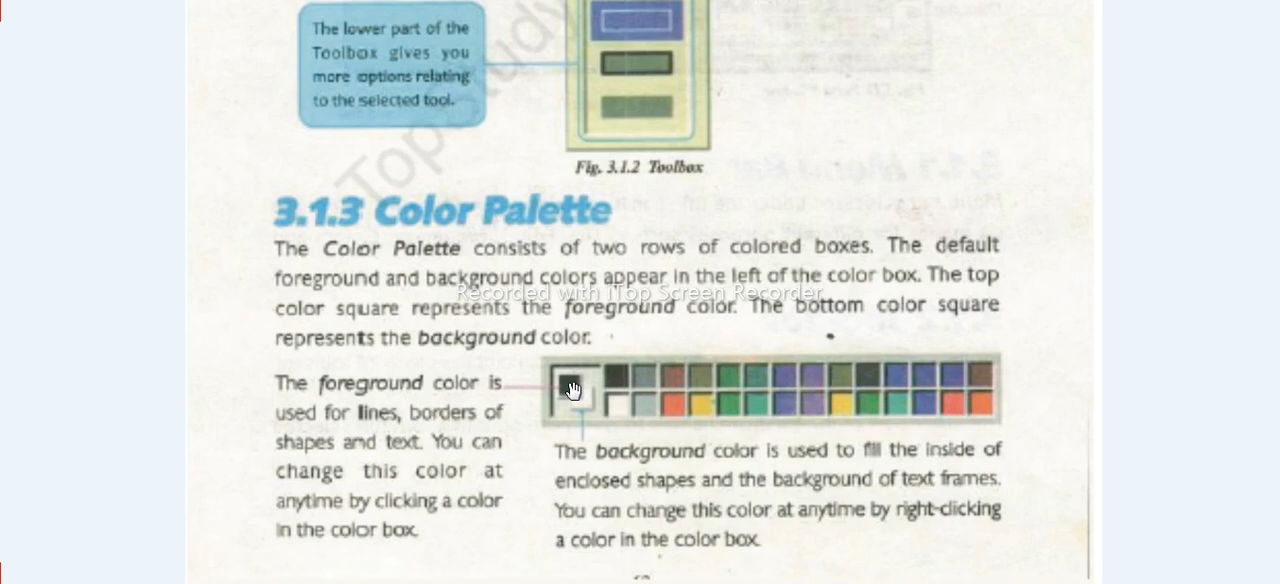 The lower part of the
Toolbox gives you
more options relating
to the selected tool.
Fig. 3.1.2 Toolbox
3.1.3 Color Palette
The Color Palette consists of two rows of colored boxes. The default
foreground and background colors appear in the left of the color box. The top
color square represents the foreground color. The bottom color square
represents the background color.
Recorded with iTop Screen Recorder
The foreground color is
used for lines, borders of
shapes and text. You can
change this color at
anytime by clicking a color
in the color box.
The background color is used to fill the inside of
enclosed shapes and the background of text frames.
You can change this color at anytime by right-clicking
a color in the color box.